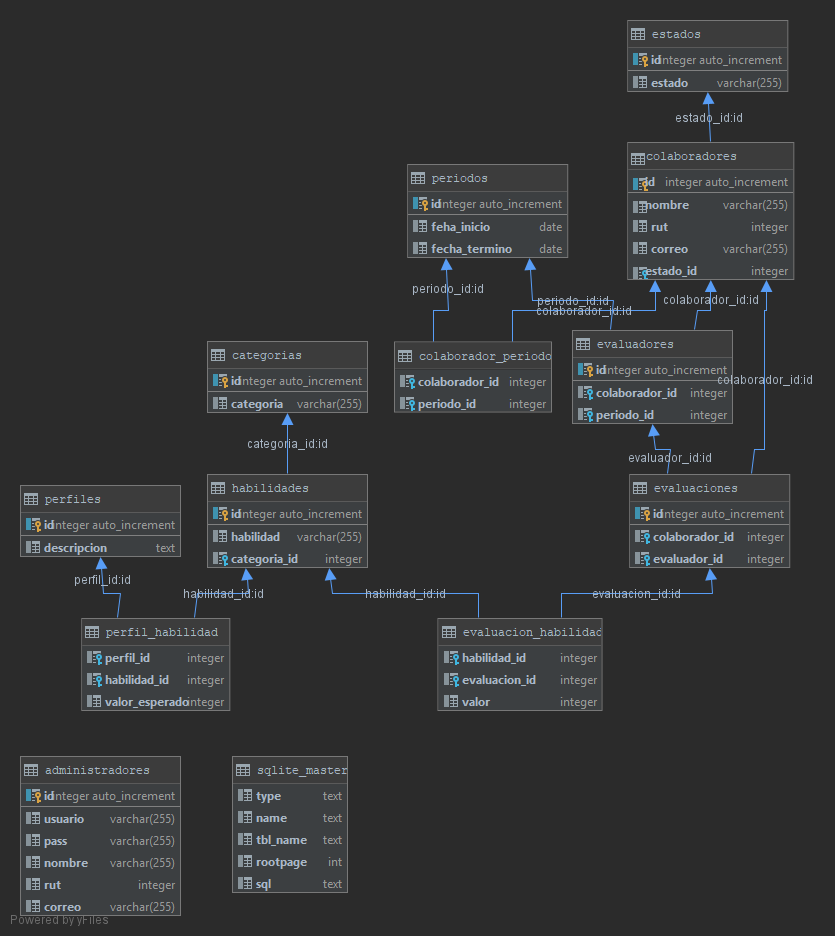 estados
id integer auto_increment
estado varchar(255)
estado_id:id
colaboradores
id integer auto_increment
nombre varchar(255)
rut integer
correo varchar(255)
estado_id integer
periodos
id integer auto_increment
feha_inicio date
fecha_termino date
periodo_id:id
periodo_id:id
colaborador_id:id
colaborador_id:id
colaborador_periodo
colaborador_id integer
periodo_id integer
evaluadores
id integer auto_increment
colaborador_id integer
periodo_id integer
colaborador_id:id
categorias
id integer auto_increment
categoria varchar(255)
categoria_id:id
evaluador_id:id
habilidades
id integer auto_increment
habilidad varchar(255)
categoria_id integer
evaluaciones
id integer auto_increment
colaborador_id integer
evaluador_id integer
perfiles
id integer auto_increment
descripcion text
perfil_id:id
habilidad_id:id
habilidad_id:id
evaluacion_id:id
perfil_habilidad
perfil_id integer
habilidad_id integer
valor_esperado integer
evaluacion_habilidad
habilidad_id integer
evaluacion_id integer
valor integer
administradores
id integer auto_increment
usuario varchar(255)
pass varchar(255)
nombre varchar(255)
rut integer
correo varchar(255)
sqlite_master
type text
name text
tbl_name text
rootpage int
sql text
Powered by yFiles